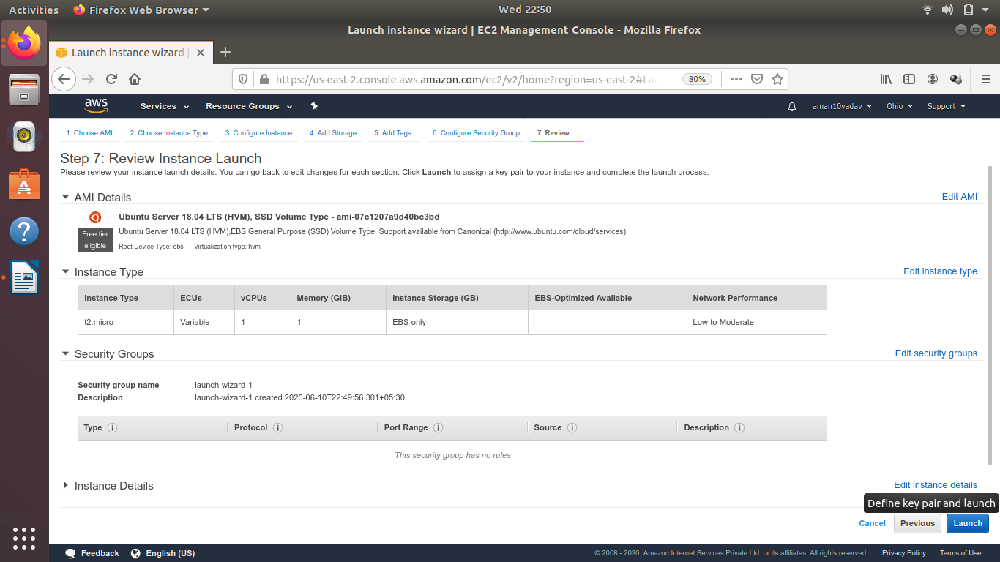 Activities Firefox Web Browser Wed 22:50
Launch instance wizard | EC2 Management Console - Mozilla Firefox
Launch instance wizard |
https://us-east-2.console.aws.amazon.com/ec2/v2/home?region=us-east-2#La 80%
aws Services Resource Groups aman10yadav Ohio Support
1. Choose AMI 2. Choose Instance Type 3. Configure Instance 4. Add Storage 5. Add Tags 6. Configure Security Group 7. Review
Step 7: Review Instance Launch
Please review your instance launch details. You can go back to edit changes for each section. Click Launch to assign a key pair to your instance and complete the launch process.
AMI Details Edit AMI
Ubuntu Server 18.04 LTS (HVM), SSD Volume Type - ami-07c1207a9d40bc3bd
Free tier eligible
Ubuntu Server 18.04 LTS (HVM),EBS General Purpose (SSD) Volume Type. Support available from Canonical (http://www.ubuntu.com/cloud/services).
Root Device Type: ebs Virtualization type: hvm
Instance Type Edit instance type
Instance Type ECUs vCPUs Memory (GiB) Instance Storage (GB) EBS-Optimized Available Network Performance
t2.micro Variable 1 1 EBS only - Low to Moderate
Security Groups Edit security groups
Security group name launch-wizard-1
Description launch-wizard-1 created 2020-06-10T22:49:56.301+05:30
Type i Protocol i Port Range i Source i Description i
This security group has no rules
Instance Details Edit instance details
Define key pair and launch
Cancel Previous Launch
Feedback English (US) © 2008 - 2020, Amazon Internet Services Private Ltd. or its affiliates. All rights reserved. Privacy Policy Terms of Use